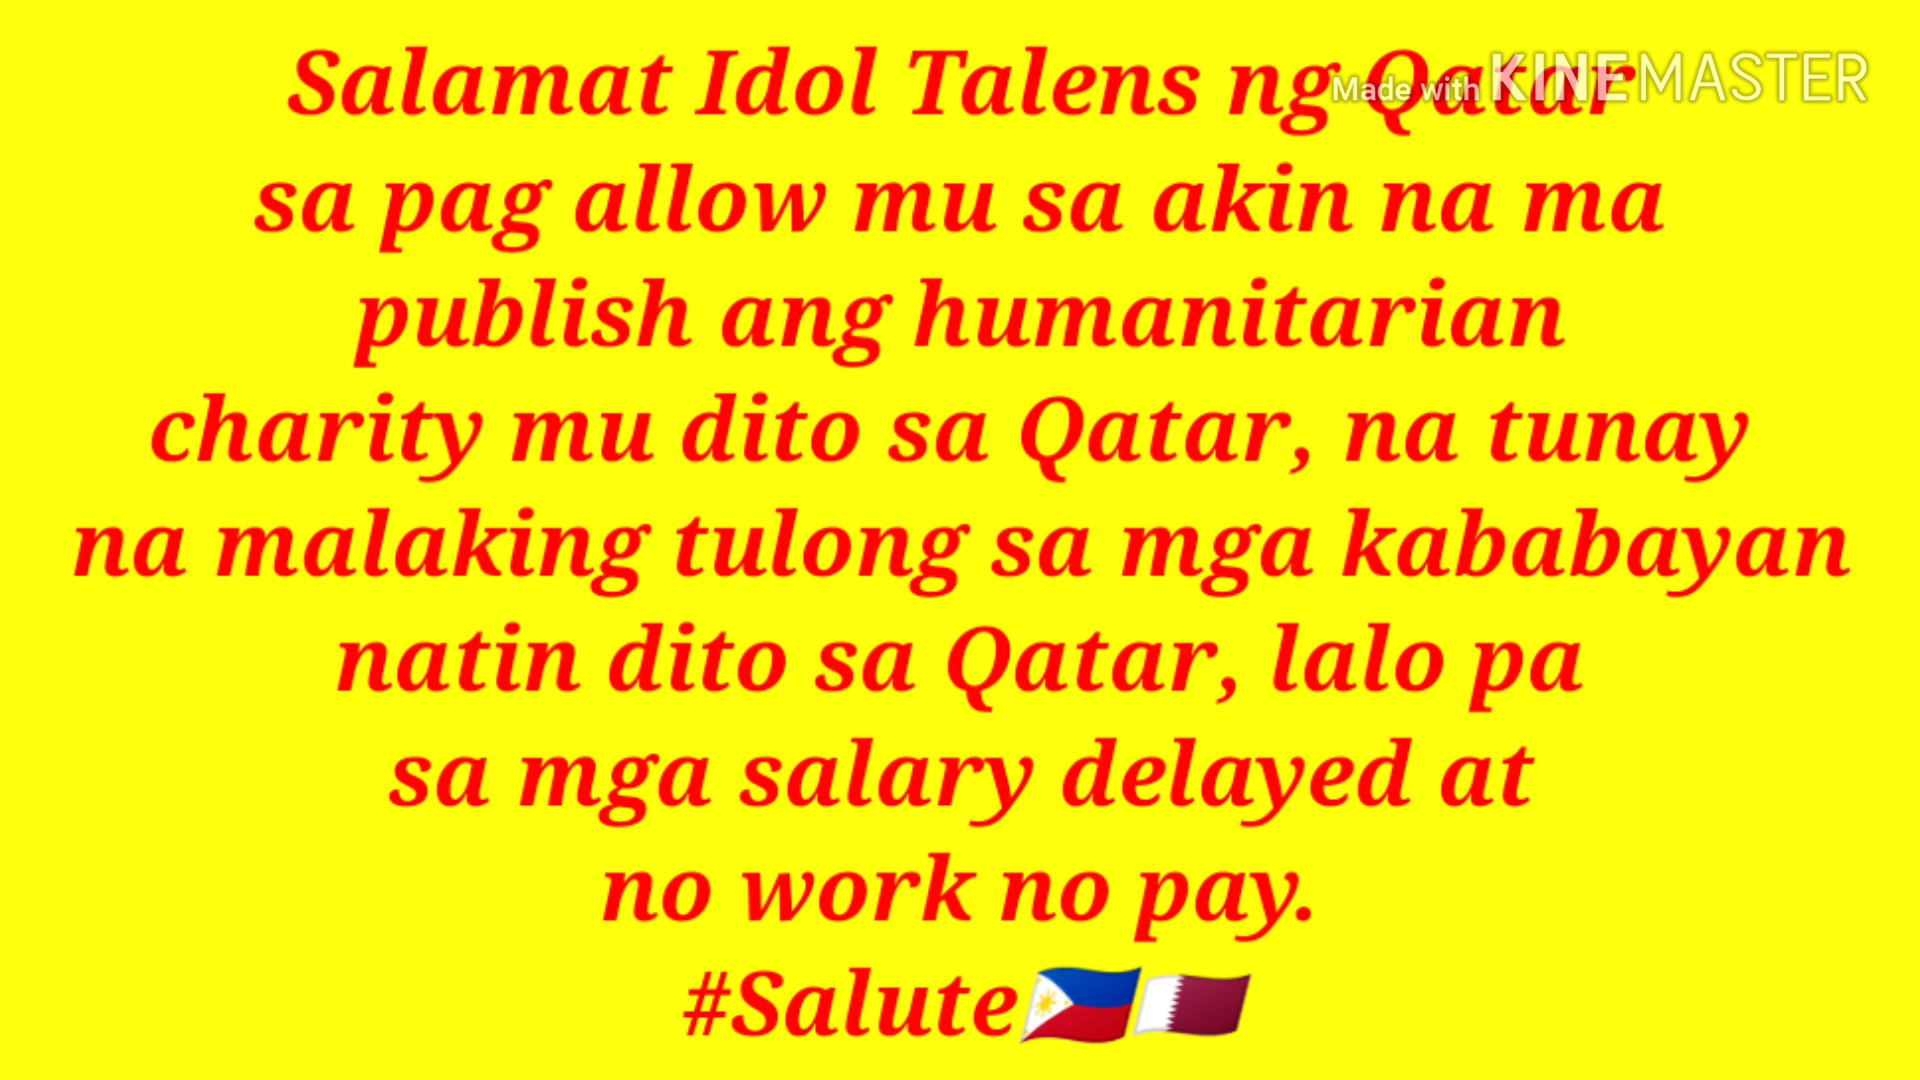 Salamat Idol Talens ng Qatar
Made with KINEMASTER
sa pag allow mu sa akin na ma
publish ang humanitarian
charity mu dito sa Qatar, na tunay
na malaking tulong sa mga kababayan
natin dito sa Qatar, lalo pa
sa mga salary delayed at
no work no pay.
#Salute🇵🇭🇶🇦